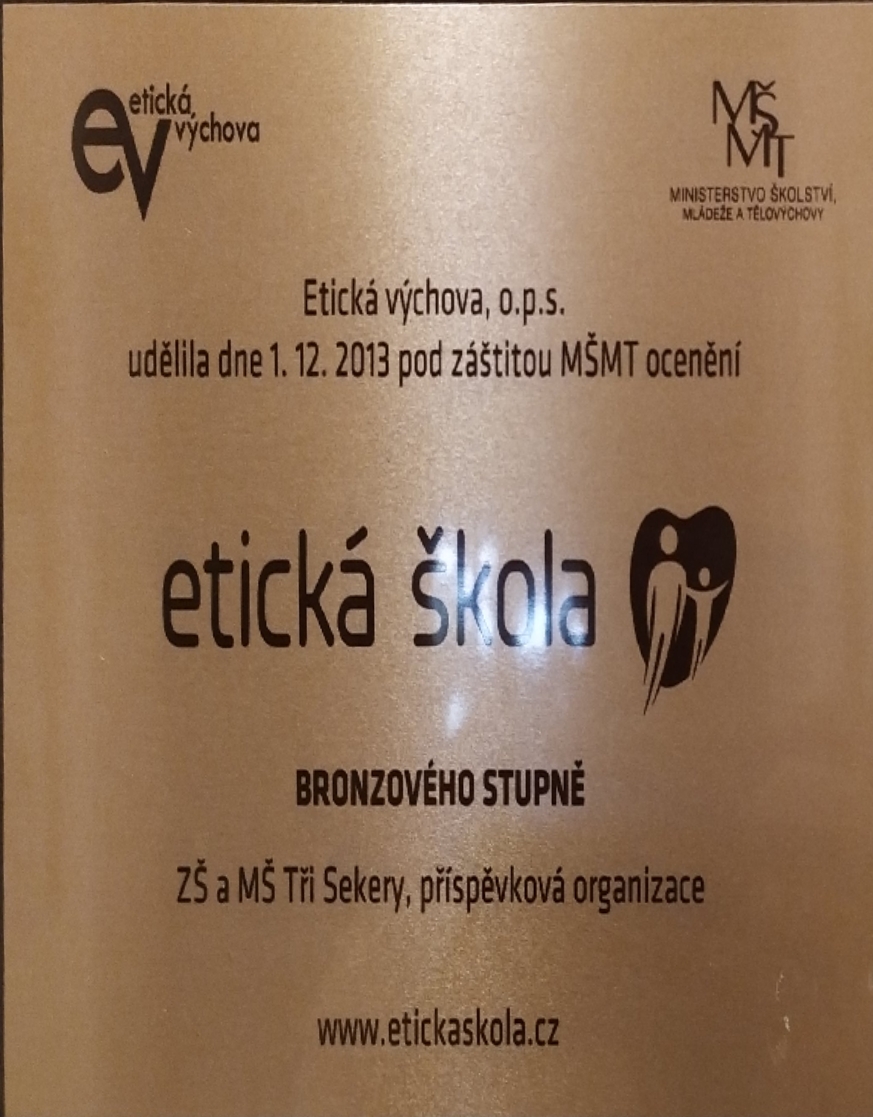 etická
výchova
ev
MŠ
MT
MINISTERSTVO ŠKOLSTVÍ,
MLÁDEŽE A TĚLOVÝCHOVY
Etická výchova, o.p.s.
udělila dne 1. 12. 2013 pod záštitou MŠMT ocenění
etická škola
BRONZOVÉHO STUPNĚ
ZŠ a MŠ Tři Sekery, příspěvková organizace
www.etickaskola.cz